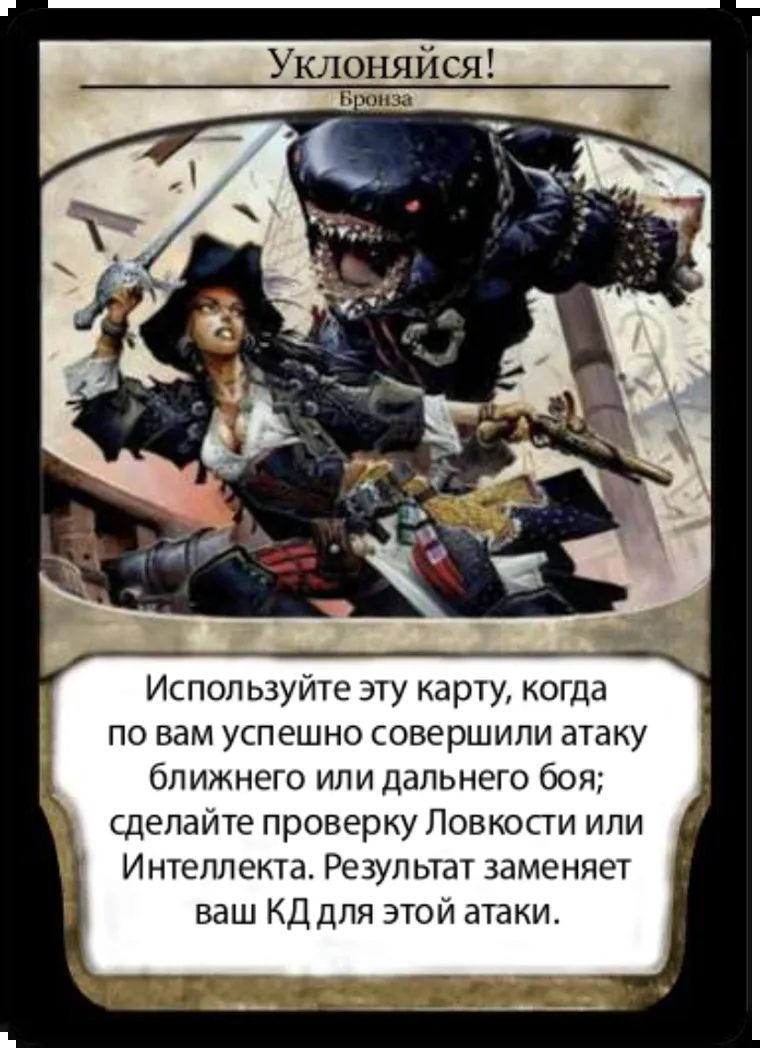 Уклоняйся!
Бронза
Используйте эту карту, когда
по вам успешно совершили атаку
ближнего или дальнего боя;
сделайте проверку Ловкости или
Интеллекта. Результат заменяет
ваш КД для этой атаки.